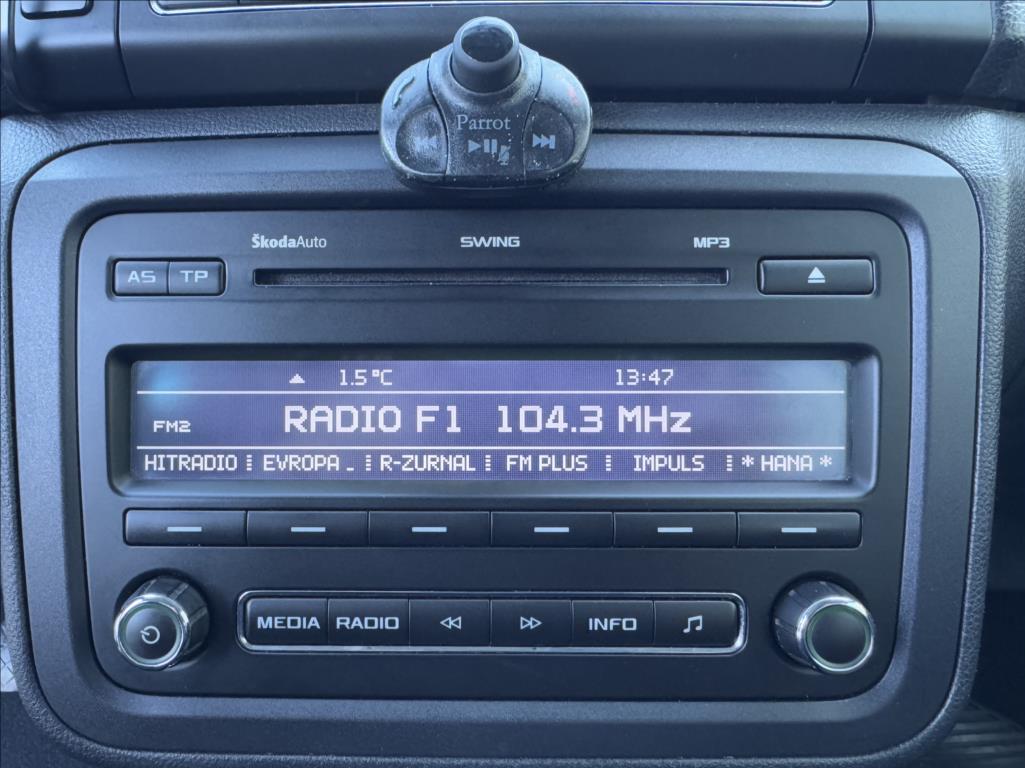 Parrot
ŠkodaAuto SWING MP3
AS TP
1.5°C 13:47
FM2 RADIO F1 104.3 MHz
HITRADIO EVROPA_ R-ZURNAL FM PLUS IMPULS *HANA*
MEDIA RADIO INFO